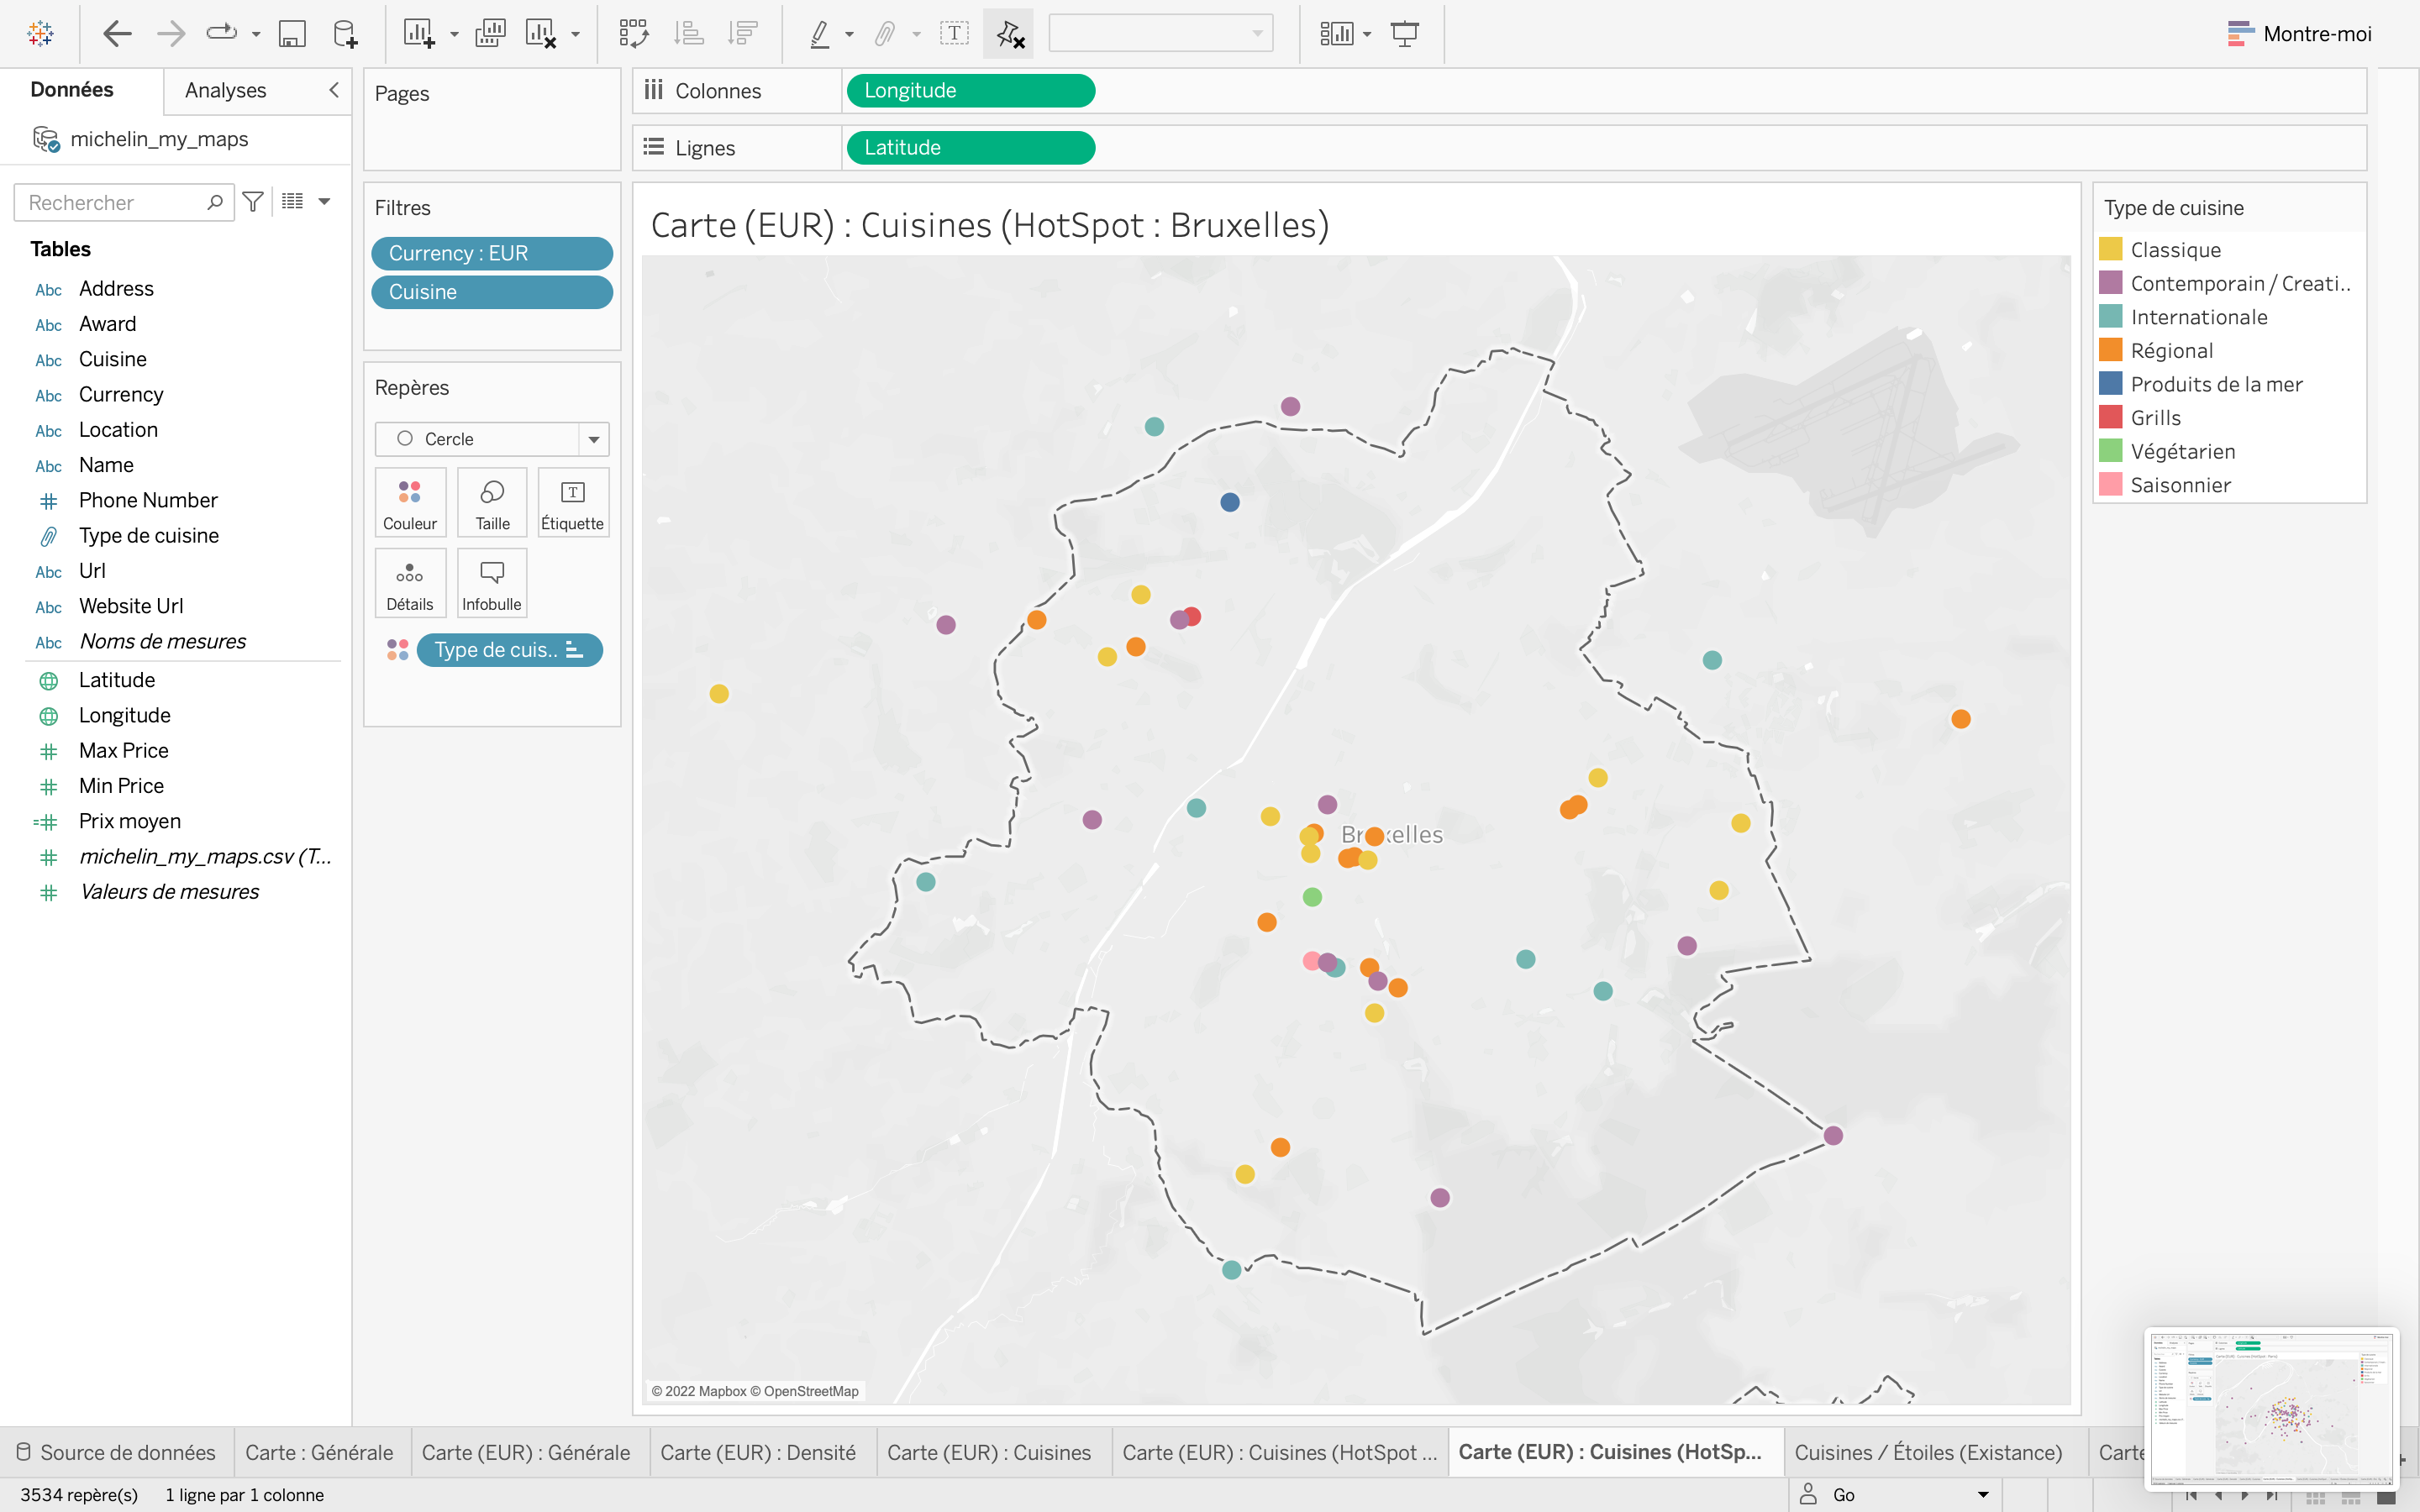 Montre-moi
Données
Analyses
michelin_my_maps
Rechercher
Tables
Abc Address
Abc Award
Abc Cuisine
Abc Currency
Abc Location
Abc Name
Phone Number
Type de cuisine
Abc Url
Abc Website Url
Abc Noms de mesures
Latitude
Longitude
Max Price
Min Price
Prix moyen
michelin_my_maps.csv (T...
Valeurs de mesures
Pages
Filtres
Currency : EUR
Cuisine
Repères
Cercle
Couleur
Taille
Étiquette
Détails
Infobulle
Type de cuis..
Colonnes
Longitude
Lignes
Latitude
Carte (EUR) : Cuisines (HotSpot : Bruxelles)
Bruxelles
© 2022 Mapbox © OpenStreetMap
Type de cuisine
Classique
Contemporain / Creati..
Internationale
Régional
Produits de la mer
Grills
Végétarien
Saisonnier
Source de données
Carte : Générale
Carte (EUR) : Générale
Carte (EUR) : Densité
Carte (EUR) : Cuisines
Carte (EUR) : Cuisines (HotSpot ...
Carte (EUR) : Cuisines (HotSp...
Cuisines / Étoiles (Existance)
Carte
3534 repère(s)
1 ligne par 1 colonne
Go